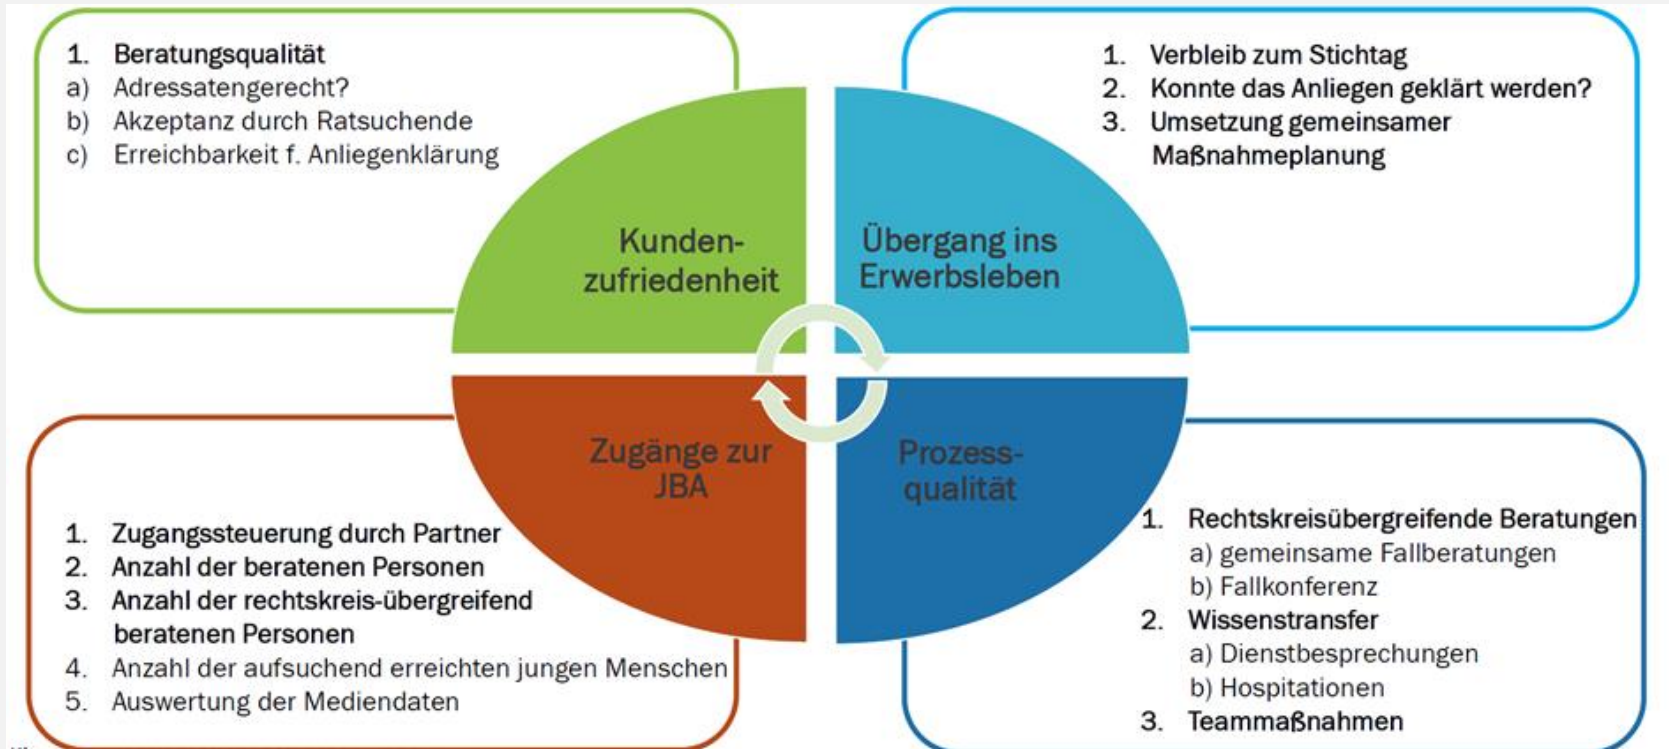 1. Beratungsqualität
a) Adressatengerecht?
b) Akzeptanz durch Ratsuchende
c) Erreichbarkeit f. Anliegenklärung
1. Verbleib zum Stichtag
2. Konnte das Anliegen geklärt werden?
3. Umsetzung gemeinsamer
Maßnahmeplanung
Kunden-
zufriedenheit
Übergang ins
Erwerbsleben
Zugänge zur
JBA
Prozess-
qualität
1. Zugangssteuerung durch Partner
2. Anzahl der beratenen Personen
3. Anzahl der rechtskreis-übergreifend
beratenen Personen
4. Anzahl der aufsuchend erreichten jungen Menschen
5. Auswertung der Mediendaten
1. Rechtskreisübergreifende Beratungen
a) gemeinsame Fallberatungen
b) Fallkonferenz
2. Wissenstransfer
a) Dienstbesprechungen
b) Hospitationen
3. Teammaßnahmen